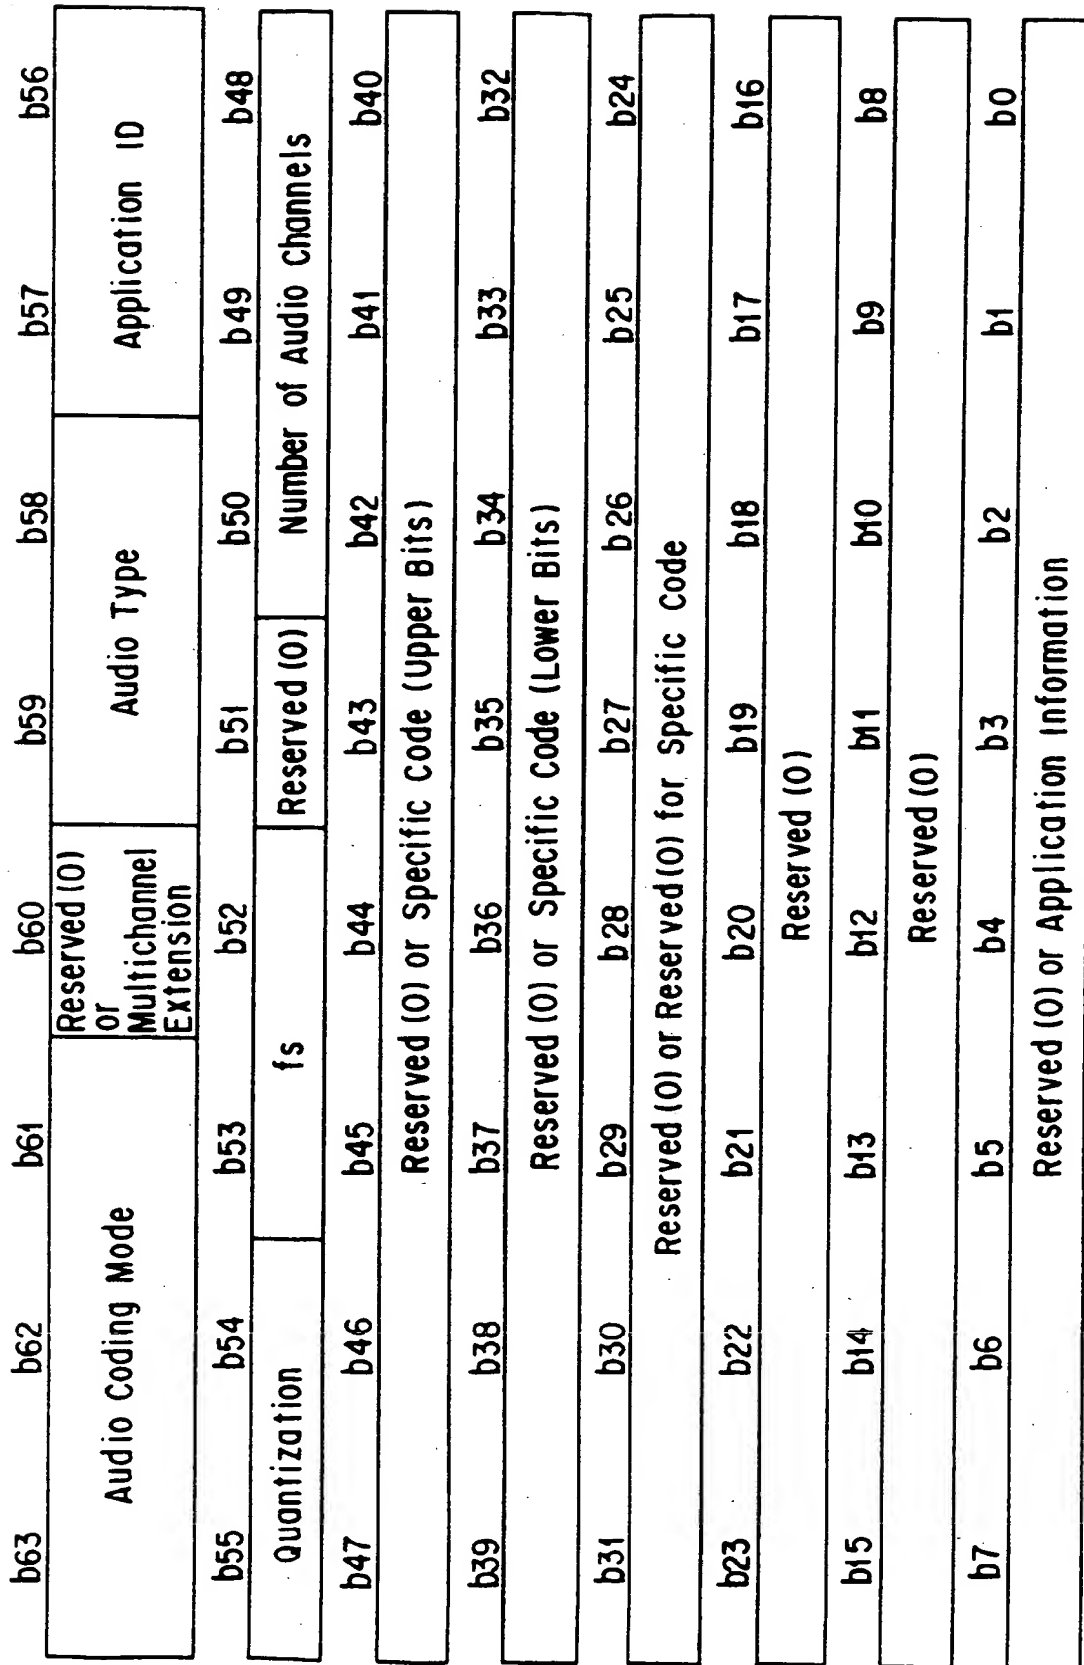 b63 b62 b61 b60 b59 b58 b57 b56
Audio Coding Mode
Reserved (0)
or
Multichannel
Extension
Audio Type
Application ID
b55 b54 b53 b52 b51 b50 b49 b48
Quantization
fs
Reserved (0)
Number of Audio Channels
b47 b46 b45 b44 b43 b42 b41 b40
Reserved (0) or Specific Code (Upper Bits)
b39 b38 b37 b36 b35 b34 b33 b32
Reserved (0) or Specific Code (Lower Bits)
b31 b30 b29 b28 b27 b26 b25 b24
Reserved (0) or Reserved (0) for Specific Code
b23 b22 b21 b20 b19 b18 b17 b16
Reserved (0)
b15 b14 b13 b12 b11 b10 b9 b8
Reserved (0)
b7 b6 b5 b4 b3 b2 b1 b0
Reserved (0) or Application Information